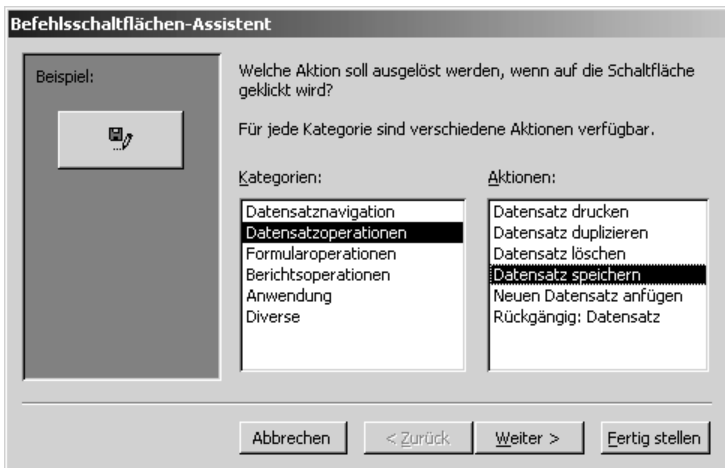 Befehlsschaltflächen-Assistent
Beispiel:
Welche Aktion soll ausgelöst werden, wenn auf die Schaltfläche
geklickt wird?
Für jede Kategorie sind verschiedene Aktionen verfügbar.
Kategorien:
Datensatznavigation
Datensatzoperationen
Formularoperationen
Berichtsoperationen
Anwendung
Diverse
Aktionen:
Datensatz drucken
Datensatz duplizieren
Datensatz löschen
Datensatz speichern
Neuen Datensatz anfügen
Rückgängig: Datensatz
Abbrechen
< Zurück
Weiter >
Fertig stellen